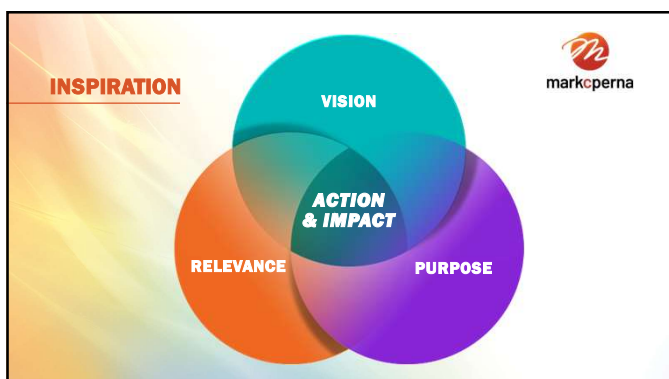 INSPIRATION
markcperna
VISION
ACTION
& IMPACT
RELEVANCE
PURPOSE